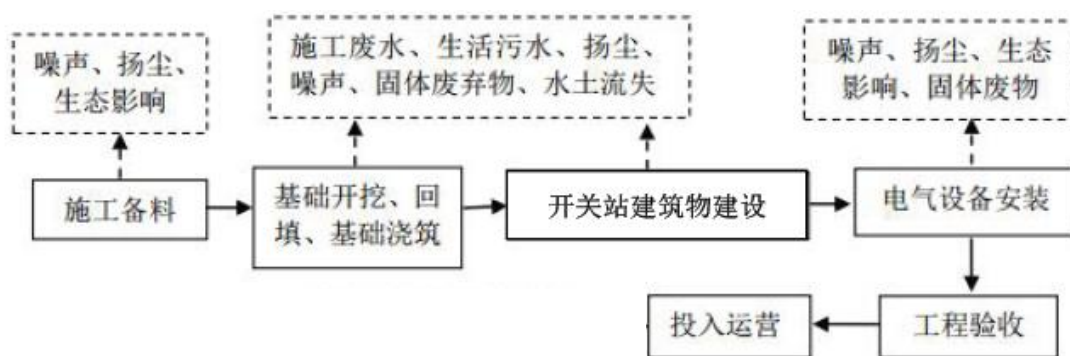 噪声、扬尘、
生态影响
施工废水、生活污水、扬尘、
噪声、固体废弃物、水土流失
噪声、扬尘、生态
影响、固体废物
施工备料
基础开挖、回
填、基础浇筑
开关站建筑物建设
电气设备安装
工程验收
投入运营